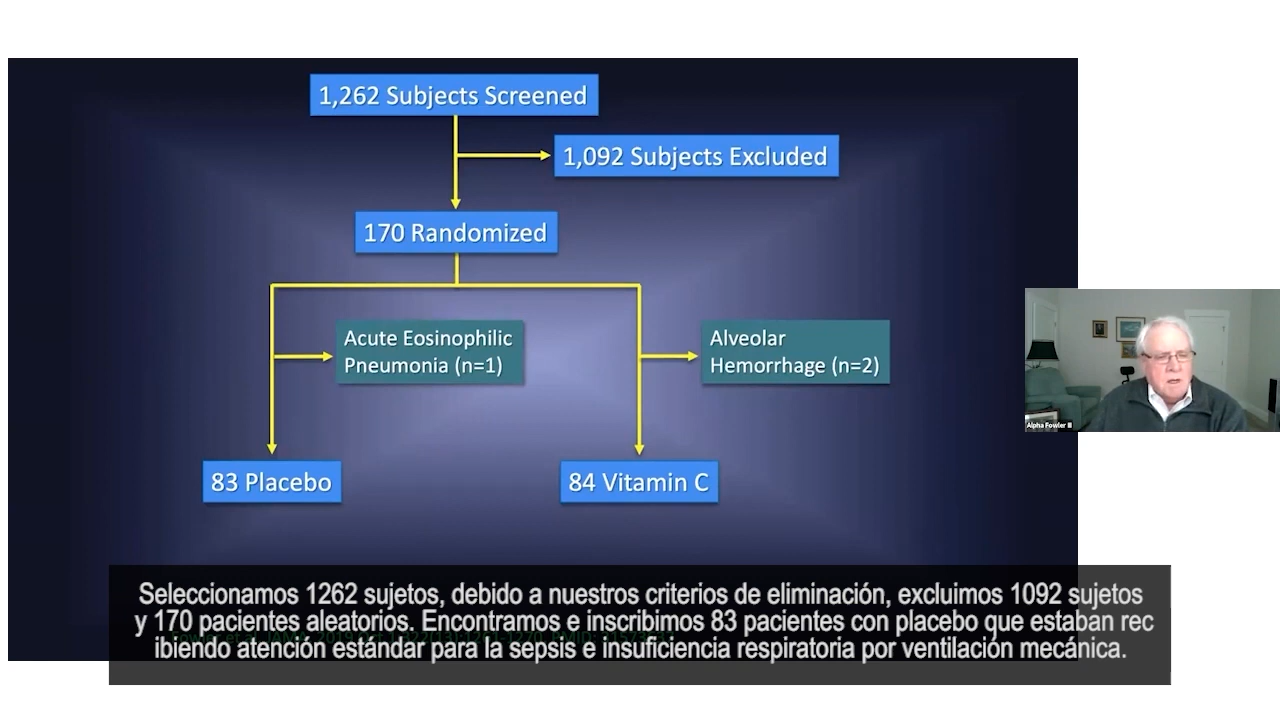 1,262 Subjects Screened
1,092 Subjects Excluded
170 Randomized
Acute Eosinophilic
Pneumonia (n=1)
Alveolar
Hemorrhage (n=2)
83 Placebo
84 Vitamin C
Alpha Fowler II
Seleccionamos 1262 sujetos, debido a nuestros criterios de eliminación, excluimos 1092 sujetos
y 170 pacientes aleatorios. Encontramos e inscribimos 83 pacientes con placebo que estaban rec
ibiendo atención estándar para la sepsis e insuficiencia respiratoria por ventilación mecánica.